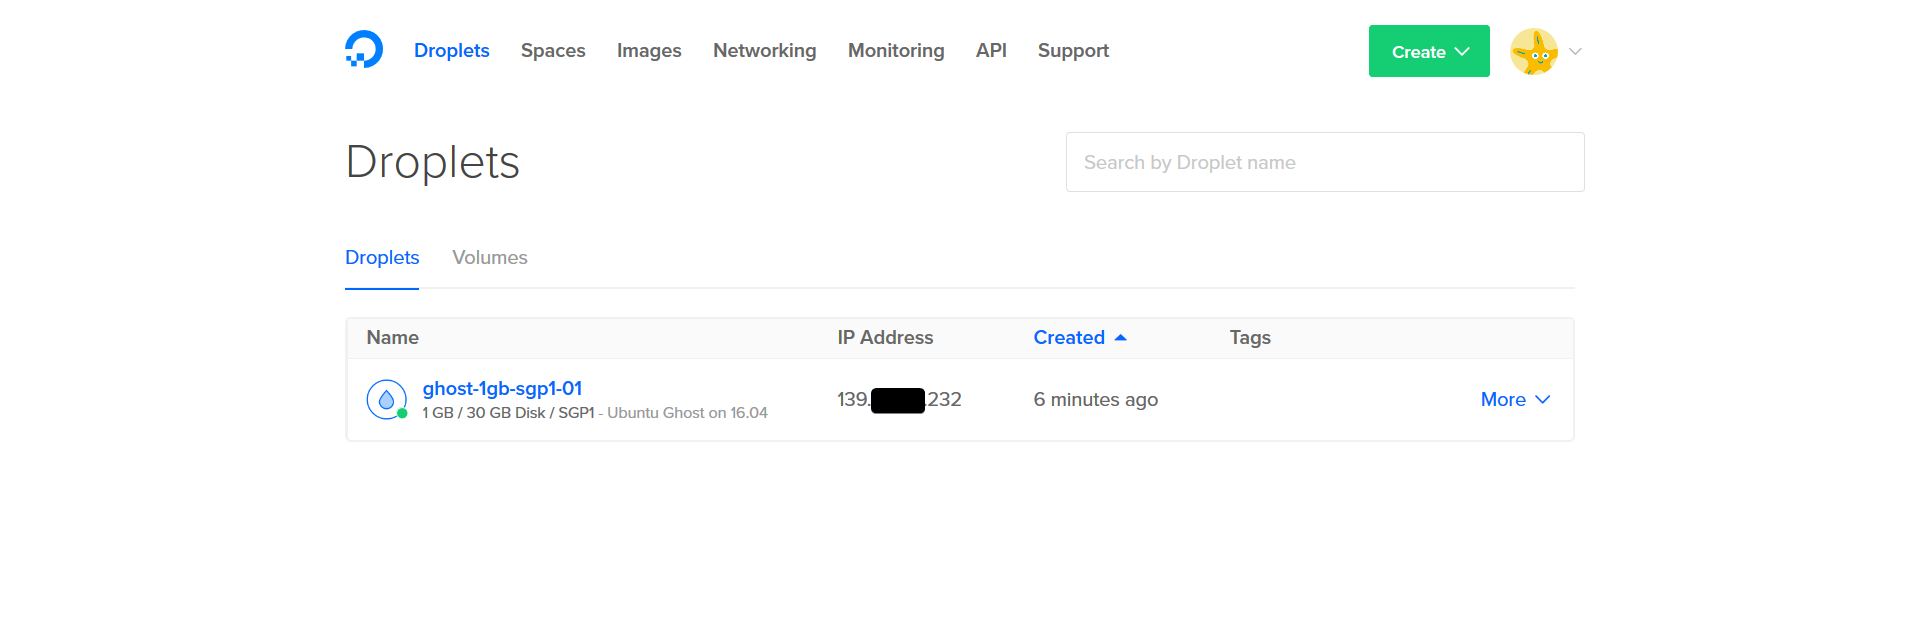 Droplets Spaces Images Networking Monitoring API Support Create
Droplets
Search by Droplet name
Droplets Volumes
Name IP Address Created Tags
ghost-1gb-sgp1-01
1 GB / 30 GB Disk / SGP1 - Ubuntu Ghost on 16.04
139. .232 6 minutes ago More